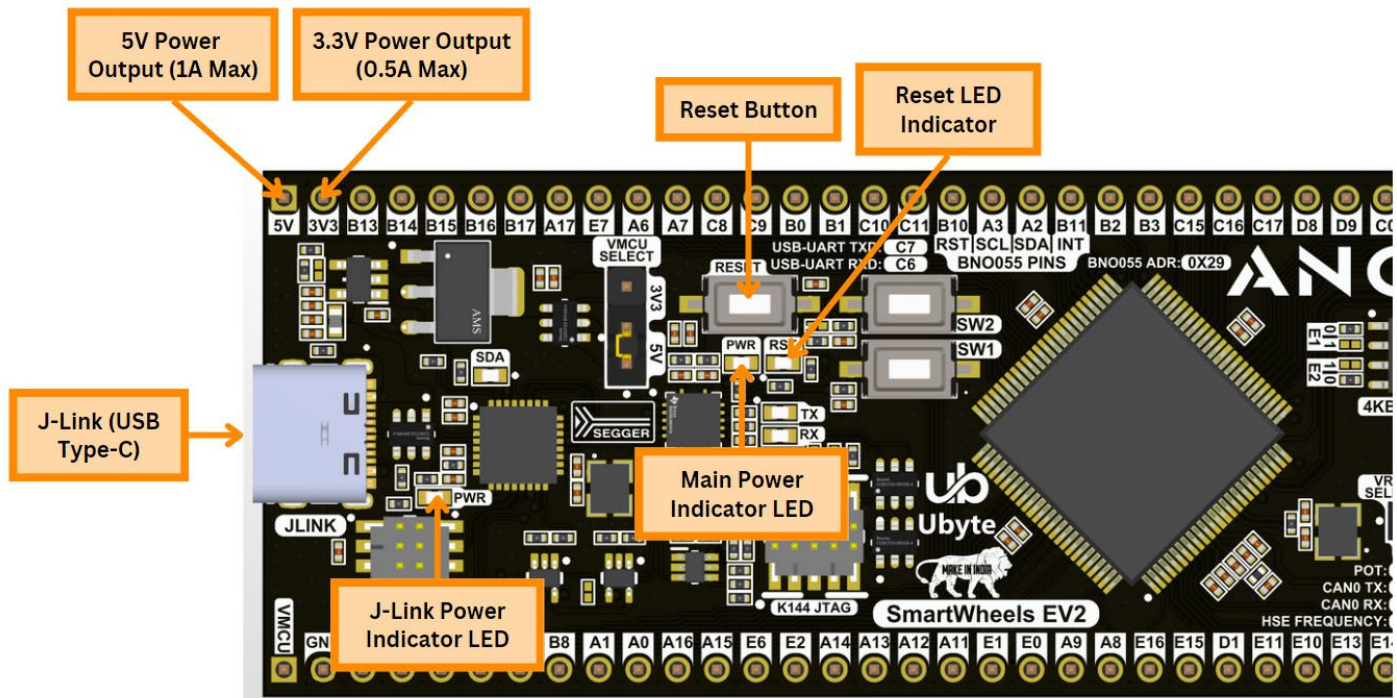 5V Power
Output (1A Max)
3.3V Power Output
(0.5A Max)
Reset Button
Reset LED
Indicator
5V 3V3 B13 B14 B15 B16 B17 A17 E7 A6 A7 C8 C9 B0 B1 C10 C11 B10 A3 A2 B11 B2 B3 C15 C16 C17 D8 D9
VMCU
SELECT
USB-UART TXD: C7
USB-UART RXD: C6
RST SCL SDA INT
BNO055 PINS
BNO055 ADR: 0X29
RESET
3V3
5V
AMS
SDA
PWR
RST
SW2
SW1
E1
E2
J-Link (USB
Type-C)
SEGGER
TX
RX
PWR
JLINK
Main Power
Indicator LED
ub
Ubyte
MAKE IN INDIA
J-Link Power
Indicator LED
K144 JTAG
SmartWheels EV2
POT:
CAN0 TX:
CAN0 RX:
HSE FREQUENCY:
VMCU B8 A1 A0 A16 A15 E6 E2 A14 A13 A12 A11 E1 E0 A9 A8 E16 E15 D1 E11 E10 E13